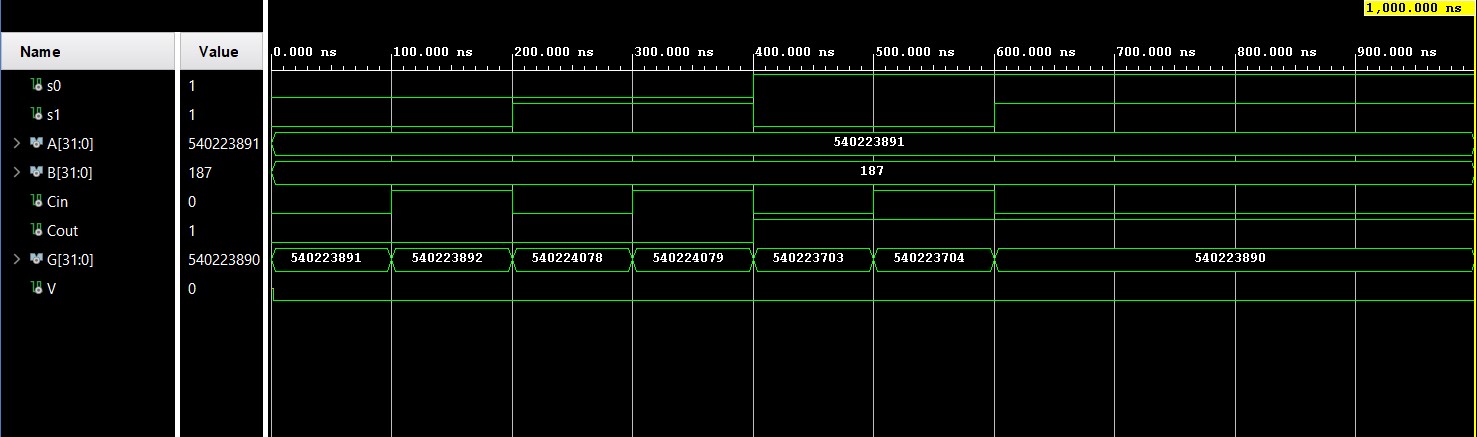 1,000.000 ns
Name Value 0.000 ns 100.000 ns 200.000 ns 300.000 ns 400.000 ns 500.000 ns 600.000 ns 700.000 ns 800.000 ns 900.000 ns
s0 1
s1 1
A[31:0] 540223891 540223891
B[31:0] 187 187
Cin 0
Cout 1
G[31:0] 540223890 540223891 540223892 540224078 540224079 540223703 540223704 540223890
V 0